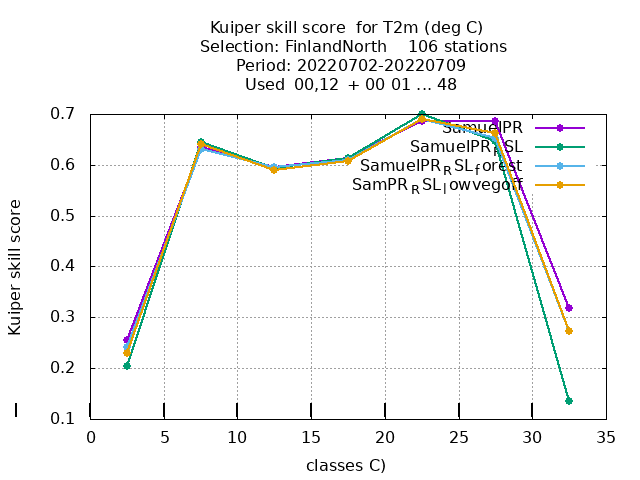 Kuiper skill score for T2m (deg C)
Selection: FinlandNorth 106 stations
Period: 20220702-20220709
Used 00,12 + 00 01 ... 48
SamuelPR
SamuelPR_RSL
SamuelPR_RSL_forest
SamPR_RSL_lowvegoff
Kuiper skill score
0.7
0.6
0.5
0.4
0.3
0.2
0.1
0 5 10 15 20 25 30 35
classes C)